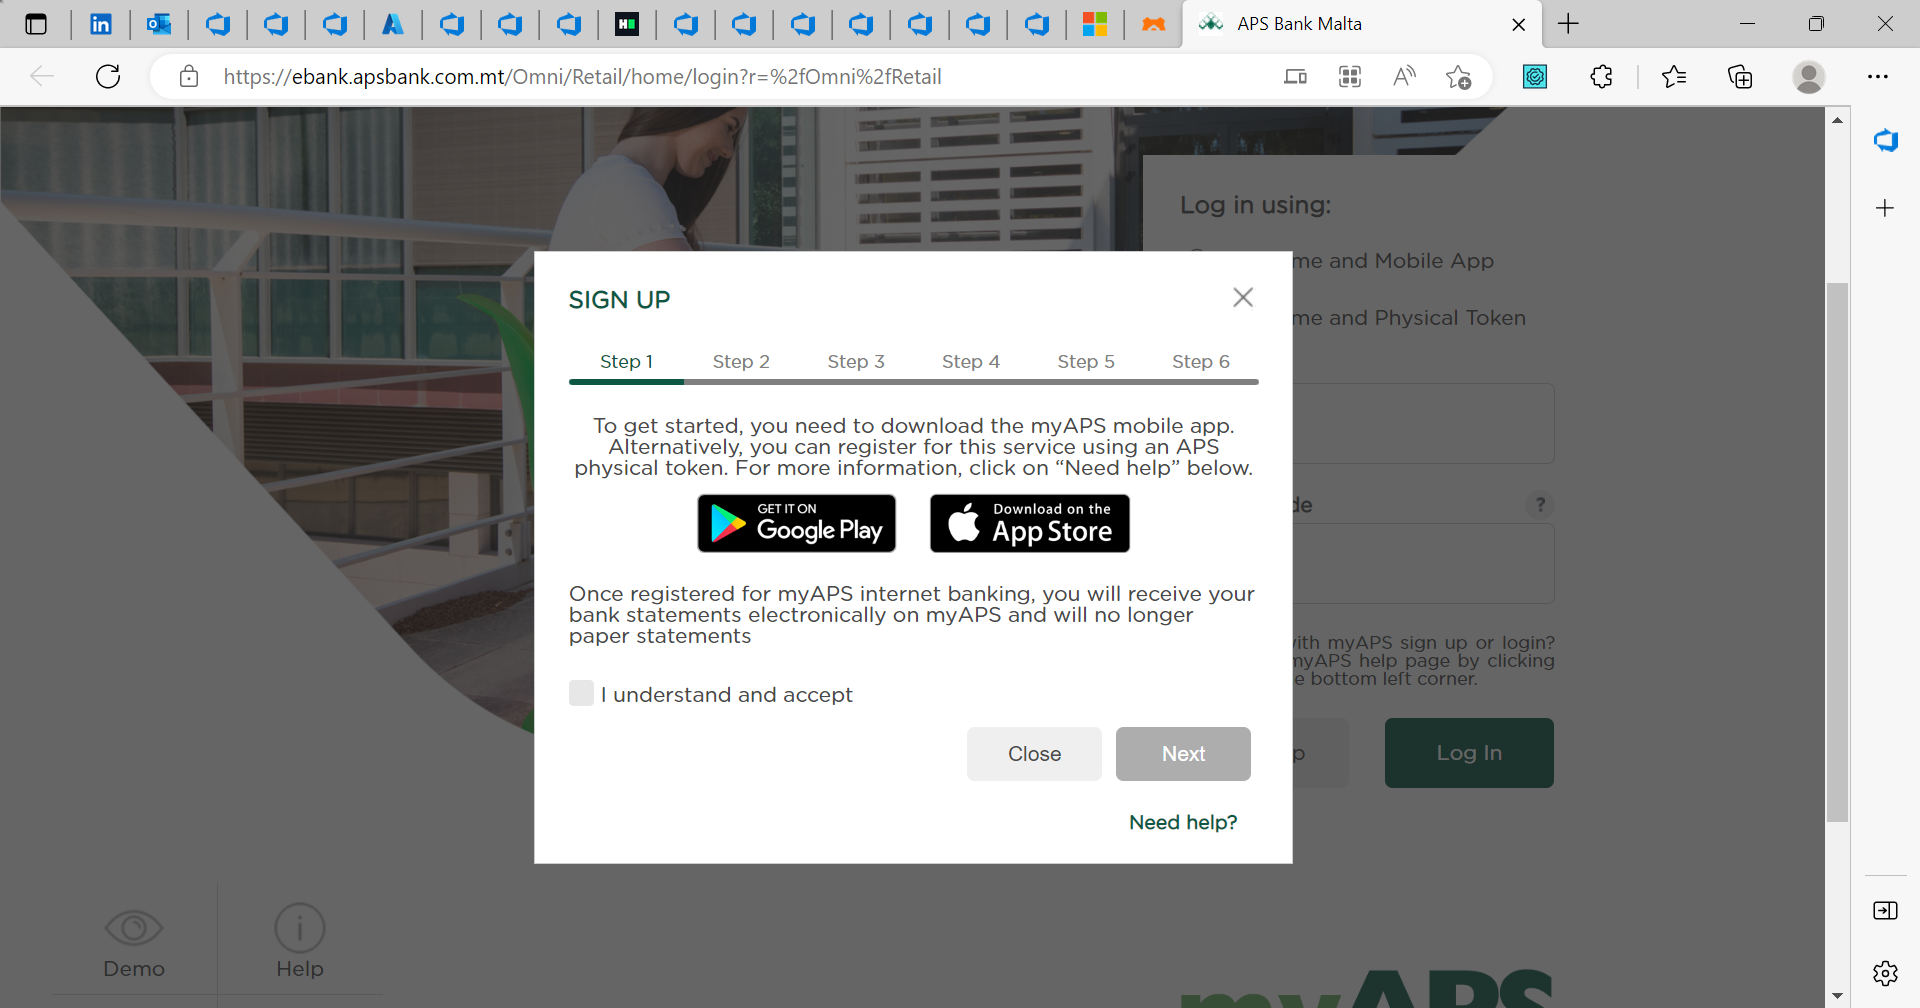 APS Bank Malta
https://ebank.apsbank.com.mt/Omni/Retail/home/login?r=%2fOmni%2fRetail
Log in using:
me and Mobile App
me and Physical Token
SIGN UP
Step 1 Step 2 Step 3 Step 4 Step 5 Step 6
To get started, you need to download the myAPS mobile app.
Alternatively, you can register for this service using an APS
physical token. For more information, click on “Need help” below.
GET IT ON
Google Play
Download on the
App Store
de ?
Once registered for myAPS internet banking, you will receive your
bank statements electronically on myAPS and will no longer
paper statements
I understand and accept
Close Next
Need help?
with myAPS sign up or login?
myAPS help page by clicking
e bottom left corner.
p
Log In
Demo Help
myAPS